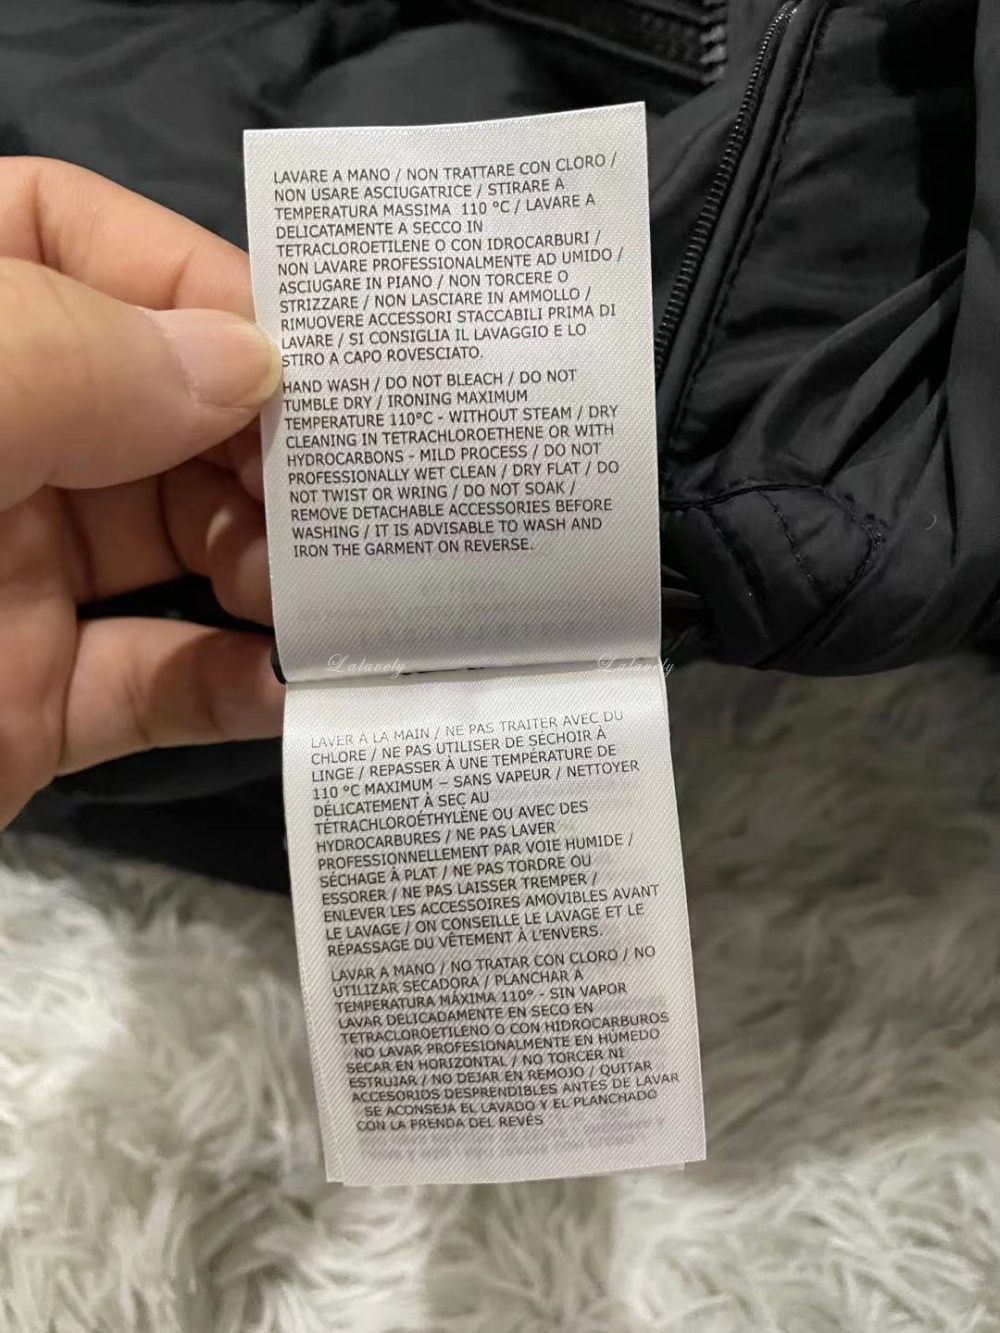 LAVARE A MANO / NON TRATTARE CON CLORO /
NON USARE ASCIUGATRICE / STIRARE A
TEMPERATURA MASSIMA 110 °C / LAVARE A
DELICATAMENTE A SECCO IN
TETRACLOROETILENE O CON IDROCARBURI /
NON LAVARE PROFESSIONALMENTE AD UMIDO /
ASCIUGARE IN PIANO / NON TORCERE O
STRIZZARE / NON LASCIARE IN AMMOLLO /
RIMUOVERE ACCESSORI STACCABILI PRIMA DI
LAVARE / SI CONSIGLIA IL LAVAGGIO E LO
STIRO A CAPO ROVESCIATO.
HAND WASH / DO NOT BLEACH / DO NOT
TUMBLE DRY / IRONING MAXIMUM
TEMPERATURE 110°C - WITHOUT STEAM / DRY
CLEANING IN TETRACHLOROETHENE OR WITH
HYDROCARBONS - MILD PROCESS / DO NOT
PROFESSIONALLY WET CLEAN / DRY FLAT / DO
NOT TWIST OR WRING / DO NOT SOAK /
REMOVE DETACHABLE ACCESSORIES BEFORE
WASHING / IT IS ADVISABLE TO WASH AND
IRON THE GARMENT ON REVERSE.
Lalavely Lalavely
LAVER À LA MAIN / NE PAS TRAITER AVEC DU
CHLORE / NE PAS UTILISER DE SÉCHOIR À
LINGE / REPASSER À UNE TEMPÉRATURE DE
110 °C MAXIMUM – SANS VAPEUR / NETTOYER
DÉLICATEMENT À SEC AU
TÉTRACHLOROÉTHYLÈNE OU AVEC DES
HYDROCARBURES / NE PAS LAVER
PROFESSIONNELLEMENT PAR VOIE HUMIDE /
SÉCHAGE À PLAT / NE PAS TORDRE OU
ESSORER / NE PAS LAISSER TREMPER /
ENLEVER LES ACCESSOIRES AMOVIBLES AVANT
LE LAVAGE / ON CONSEILLE LE LAVAGE ET LE
RÉPASSAGE DU VÊTEMENT À L'ENVERS.
LAVAR A MANO / NO TRATAR CON CLORO / NO
UTILIZAR SECADORA / PLANCHAR A
TEMPERATURA MÁXIMA 110° - SIN VAPOR
LAVAR DELICADAMENTE EN SECO EN
TETRACLOROETILENO O CON HIDROCARBUROS
NO LAVAR PROFESIONALMENTE EN HÚMEDO
SECAR EN HORIZONTAL / NO TORCER NI
ESTRUJAR / NO DEJAR EN REMOJO / QUITAR
ACCESORIOS DESPRENDIBLES ANTES DE LAVAR
SE ACONSEJA EL LAVADO Y EL PLANCHADO
CON LA PRENDA DEL REVÉS